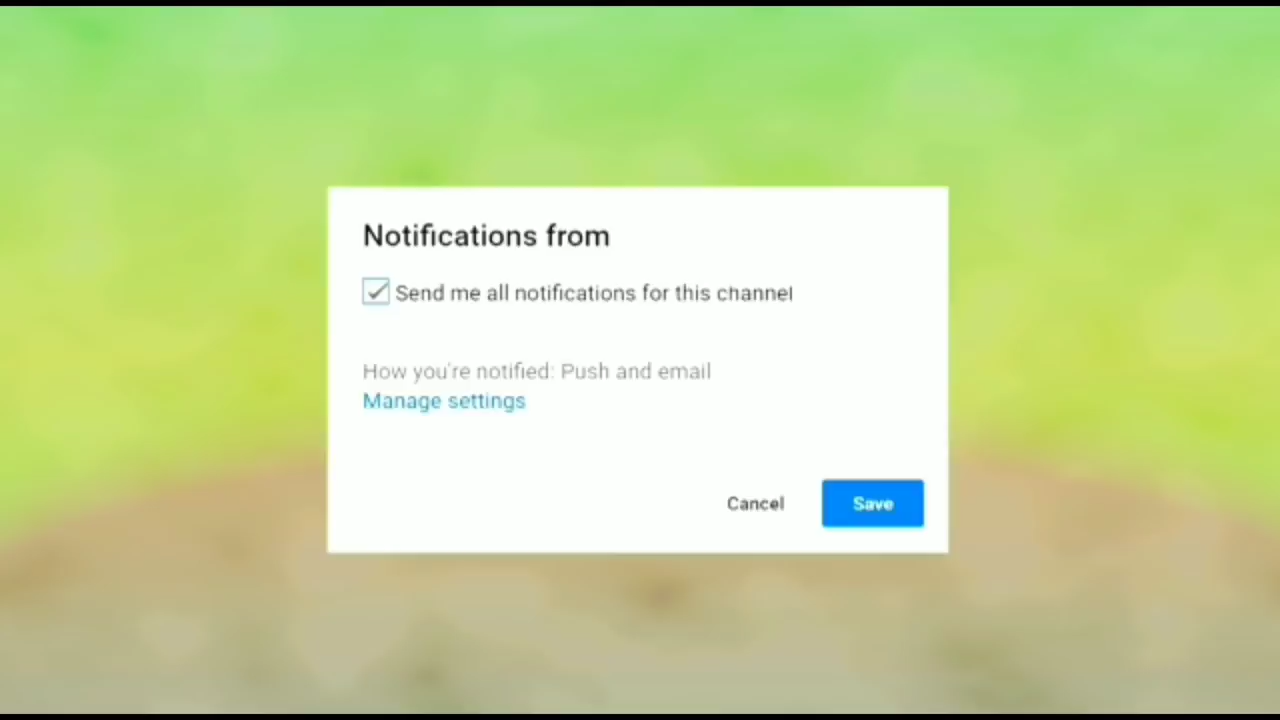 Notifications from
Send me all notifications for this channel
How you're notified: Push and email
Manage settings
Cancel
Save